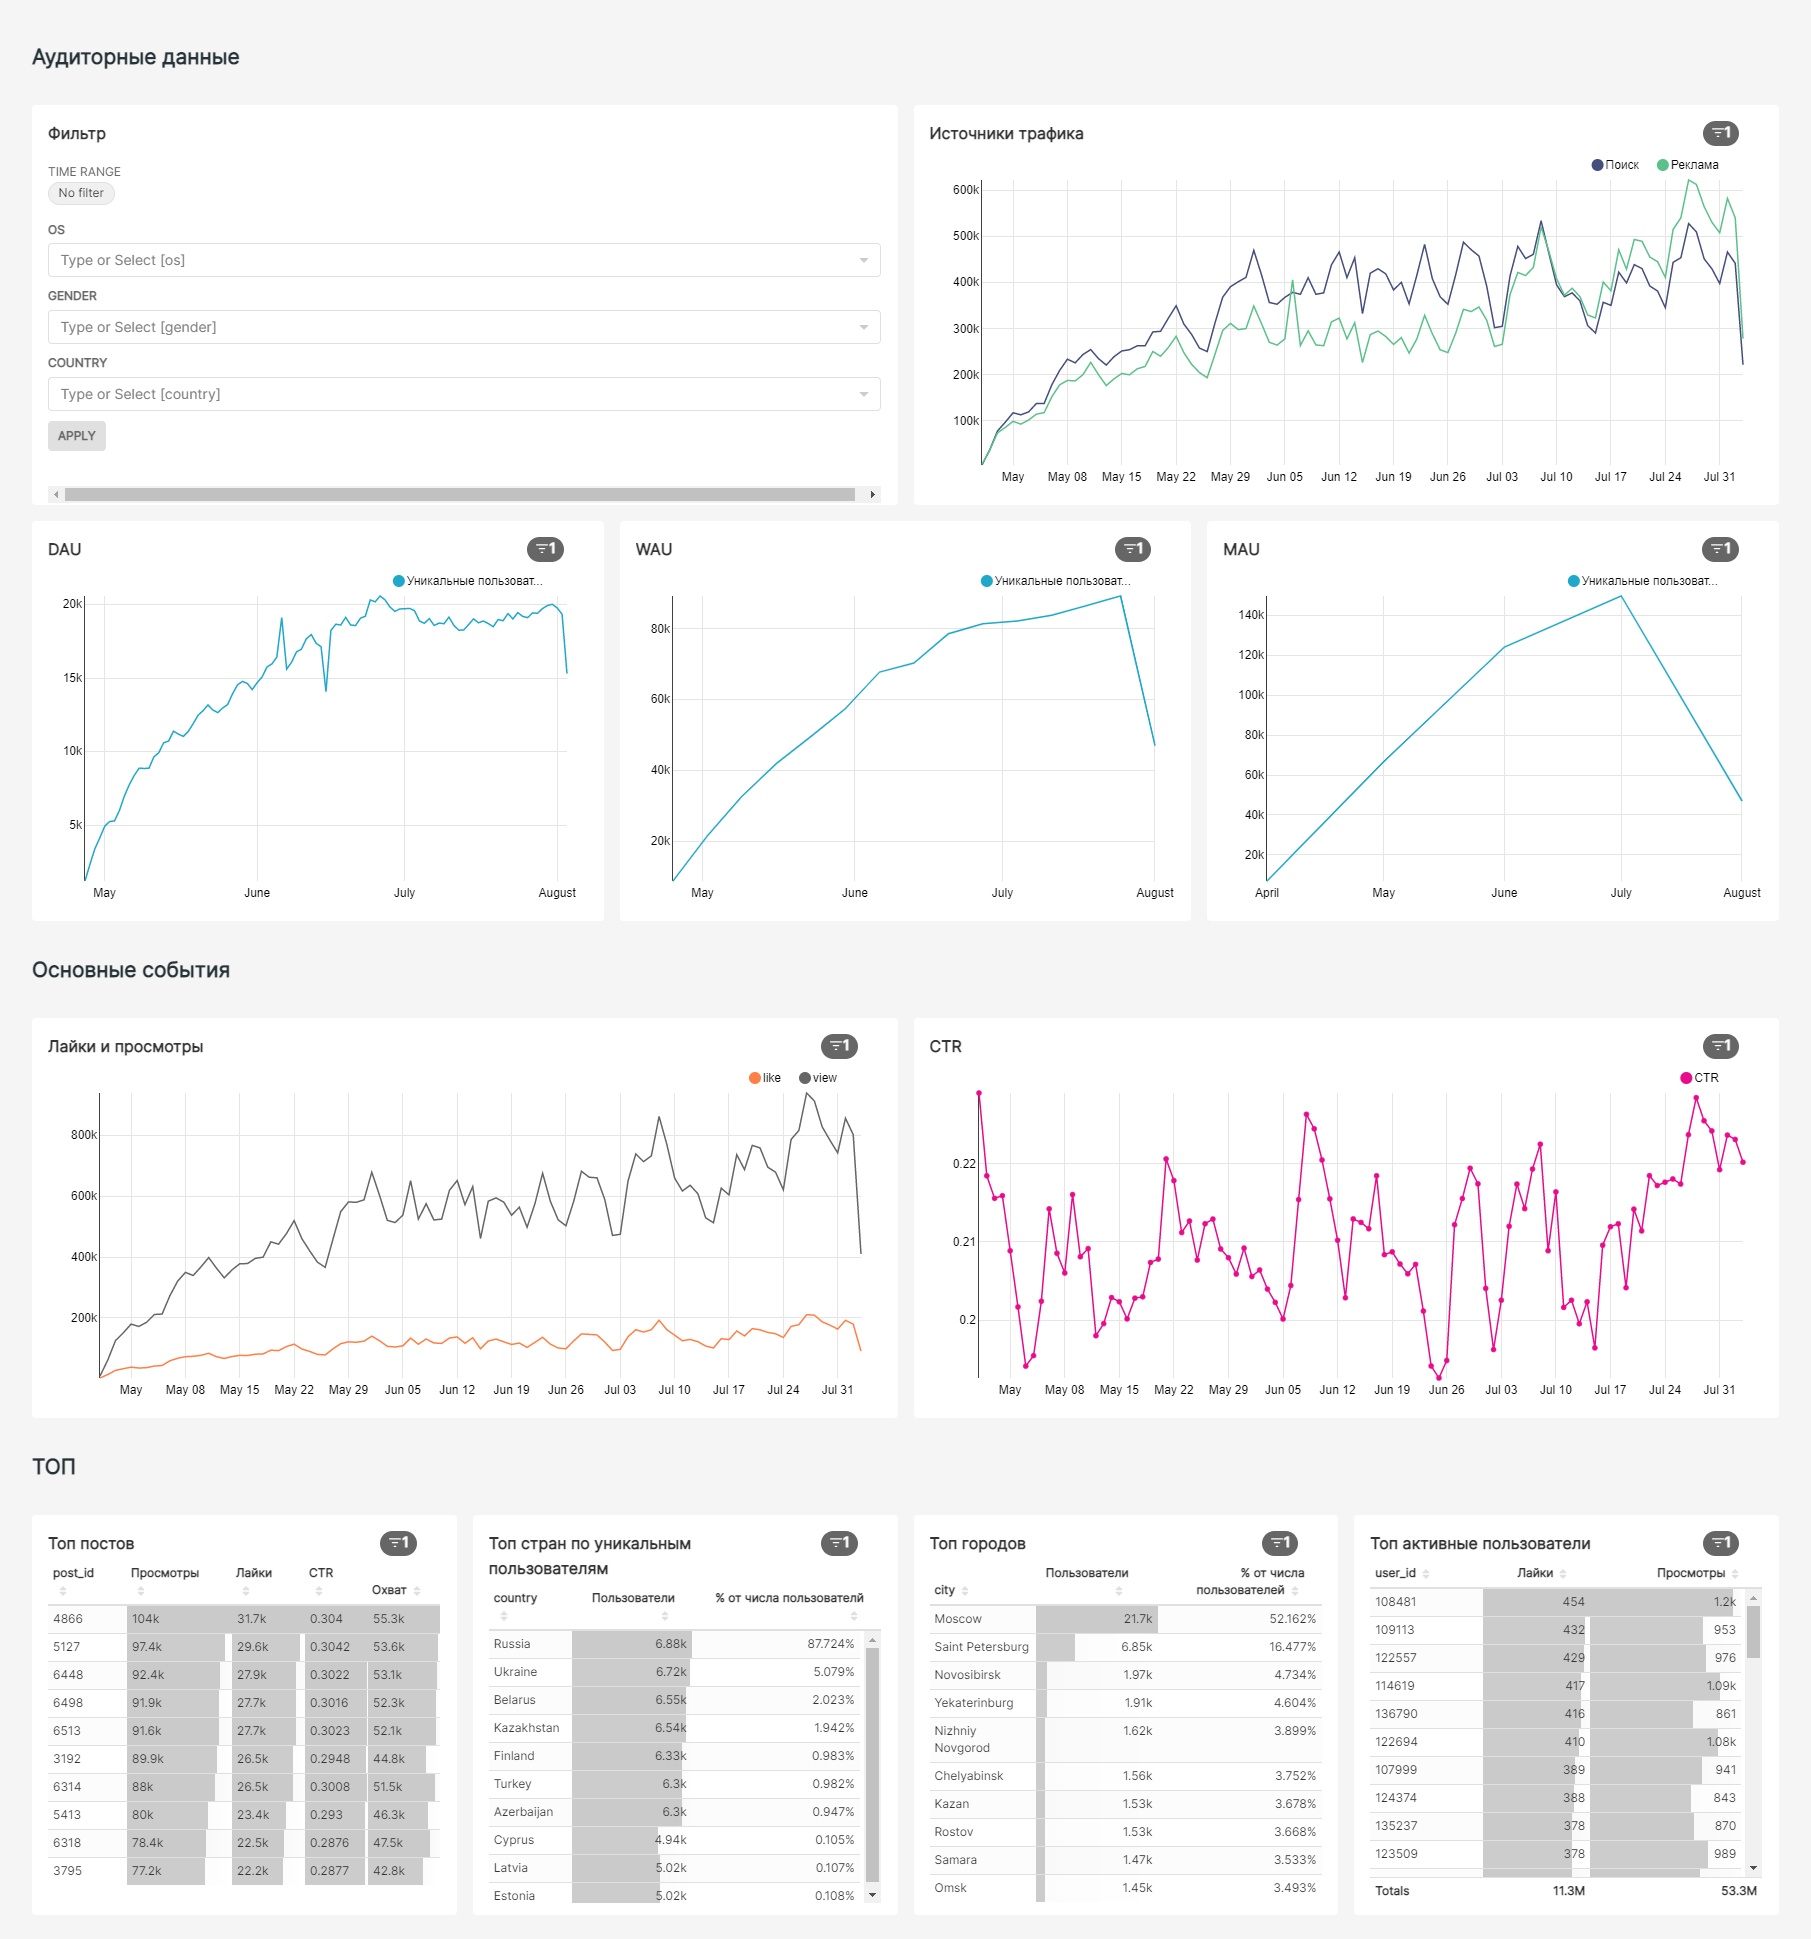 Аудиторные данные
Фильтр
TIME RANGE
No filter
OS
Type or Select [os]
GENDER
Type or Select [gender]
COUNTRY
Type or Select [country]
APPLY
Источники трафика
1
Поиск Реклама
600k
500k
400k
300k
200k
100k
May May 08 May 15 May 22 May 29 Jun 05 Jun 12 Jun 19 Jun 26 Jul 03 Jul 10 Jul 17 Jul 24 Jul 31
DAU
1
Уникальные пользоват...
20k
15k
10k
5k
May June July August
WAU
1
Уникальные пользоват...
80k
60k
40k
20k
May June July August
MAU
1
Уникальные пользоват...
140k
120k
100k
80k
60k
40k
20k
April May June July August
Основные события
Лайки и просмотры
1
like view
800k
600k
400k
200k
May May 08 May 15 May 22 May 29 Jun 05 Jun 12 Jun 19 Jun 26 Jul 03 Jul 10 Jul 17 Jul 24 Jul 31
CTR
1
CTR
0.22
0.21
0.2
May May 08 May 15 May 22 May 29 Jun 05 Jun 12 Jun 19 Jun 26 Jul 03 Jul 10 Jul 17 Jul 24 Jul 31
ТОП
Топ постов
1
post_id Просмотры Лайки CTR Охват
4866 104k 31.7k 0.304 55.3k
5127 97.4k 29.6k 0.3042 53.6k
6448 92.4k 27.9k 0.3022 53.1k
6498 91.9k 27.7k 0.3016 52.3k
6513 91.6k 27.7k 0.3023 52.1k
3192 89.9k 26.5k 0.2948 44.8k
6314 88k 26.5k 0.3008 51.5k
5413 80k 23.4k 0.293 46.3k
6318 78.4k 22.5k 0.2876 47.5k
3795 77.2k 22.2k 0.2877 42.8k
Топ стран по уникальным
пользователям
1
country Пользователи % от числа пользователей
Russia 6.88k 87.724%
Ukraine 6.72k 5.079%
Belarus 6.55k 2.023%
Kazakhstan 6.54k 1.942%
Finland 6.33k 0.983%
Turkey 6.3k 0.982%
Azerbaijan 6.3k 0.947%
Cyprus 4.94k 0.105%
Latvia 5.02k 0.107%
Estonia 5.02k 0.108%
Топ городов
1
city Пользователи % от числа
пользователей
Moscow 21.7k 52.162%
Saint Petersburg 6.85k 16.477%
Novosibirsk 1.97k 4.734%
Yekaterinburg 1.91k 4.604%
Nizhniy 1.62k 3.899%
Novgorod
Chelyabinsk 1.56k 3.752%
Kazan 1.53k 3.678%
Rostov 1.53k 3.668%
Samara 1.47k 3.533%
Omsk 1.45k 3.493%
Топ активные пользователи
1
user_id Лайки Просмотры
108481 454 1.2k
109113 432 953
122557 429 976
114619 417 1.09k
136790 416 861
122694 410 1.08k
107999 389 941
124374 388 843
135237 378 870
123509 378 989
Totals 11.3M 53.3M